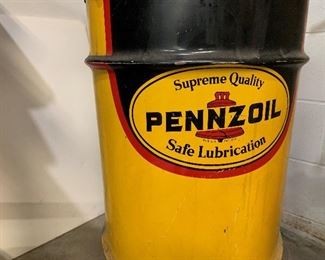 Supreme Quality
PENNZOIL
Safe Lubrication